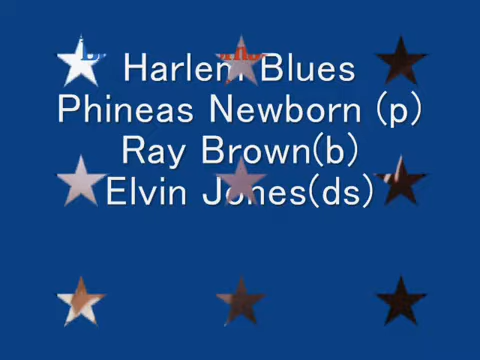 Harlem Blues
Phineas Newborn (p)
Ray Brown(b)
Elvin Jones(ds)